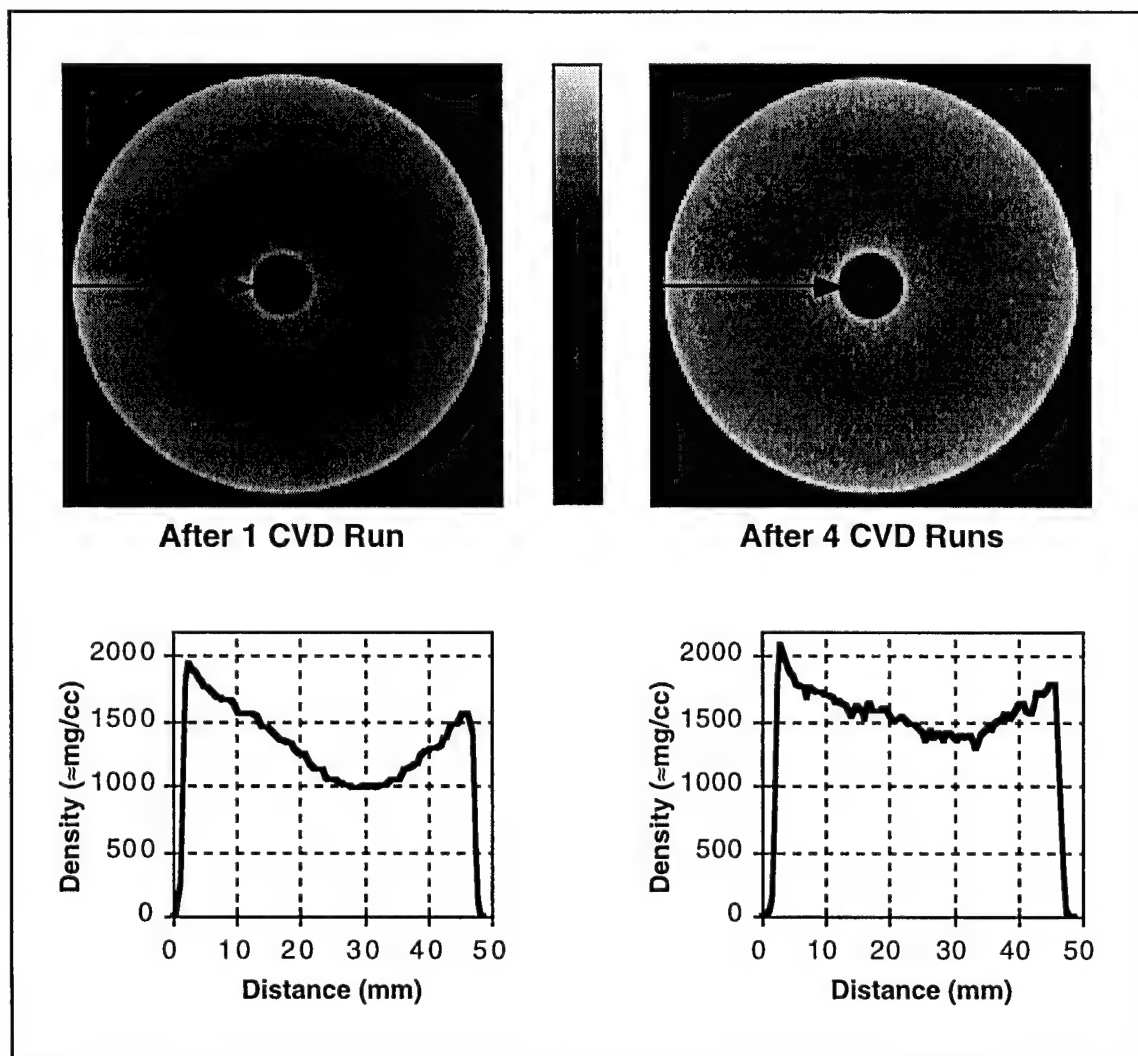 After 1 CVD Run
After 4 CVD Runs
Density (≈mg/cc)
2000
1500
1000
500
0
0 10 20 30 40 50
Distance (mm)
Density (≈mg/cc)
2000
1500
1000
500
0
0 10 20 30 40 50
Distance (mm)